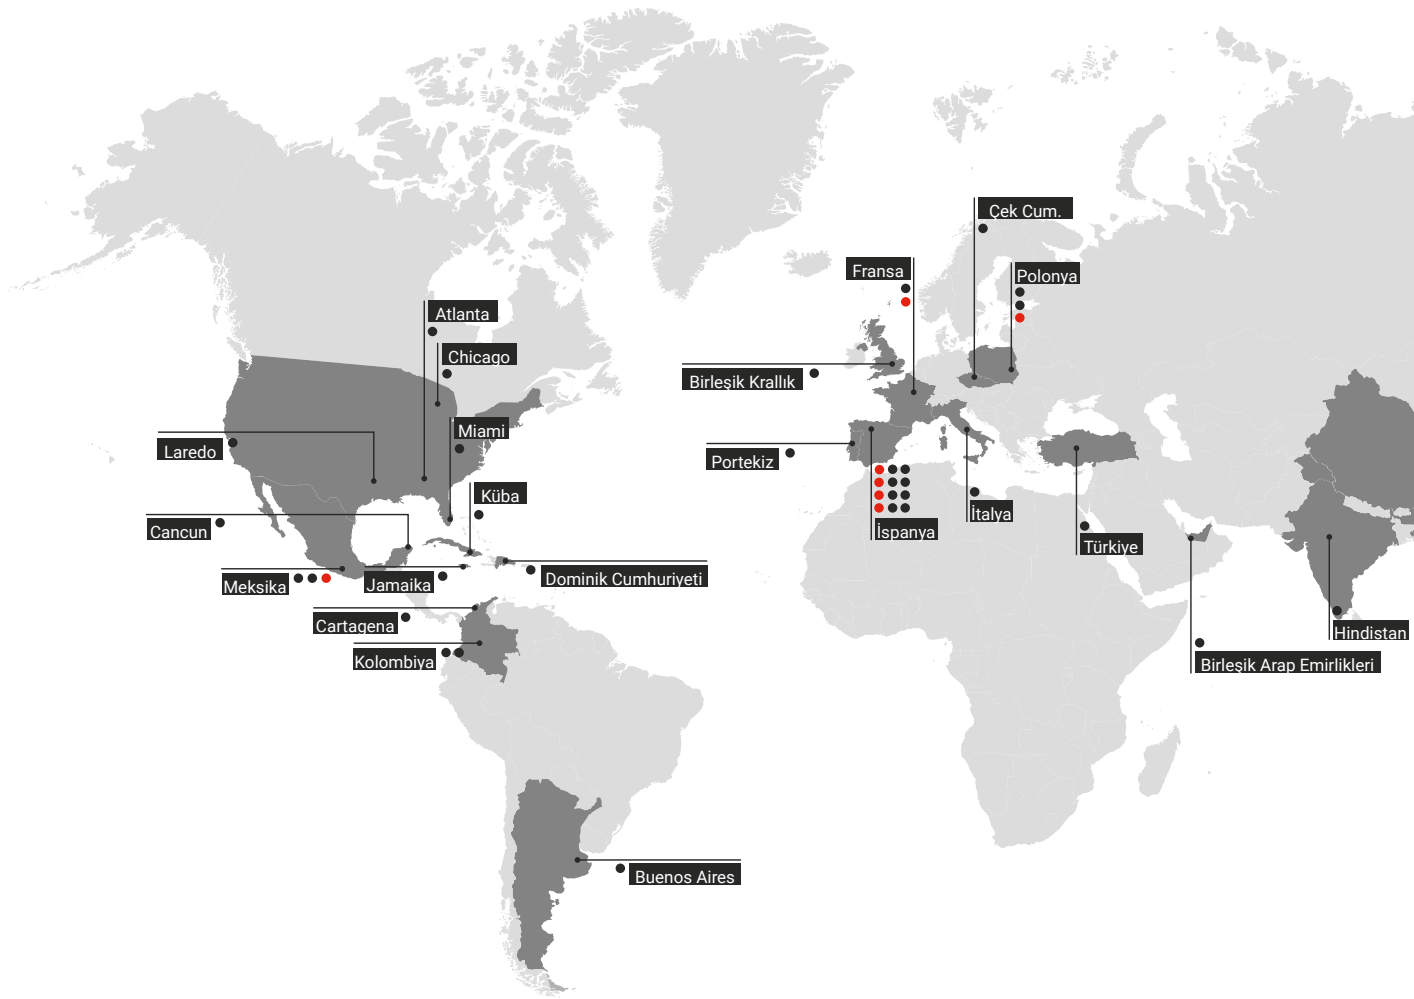 Çek Cum.
Fransa
Polonya
Atlanta
Chicago
Birleşik Krallık
Miami
Laredo
Portekiz
Küba
Cancun
İspanya
İtalya
Türkiye
Meksika
Jamaika
Dominik Cumhuriyeti
Cartagena
Hindistan
Kolombiya
Birleşik Arap Emirlikleri
Buenos Aires